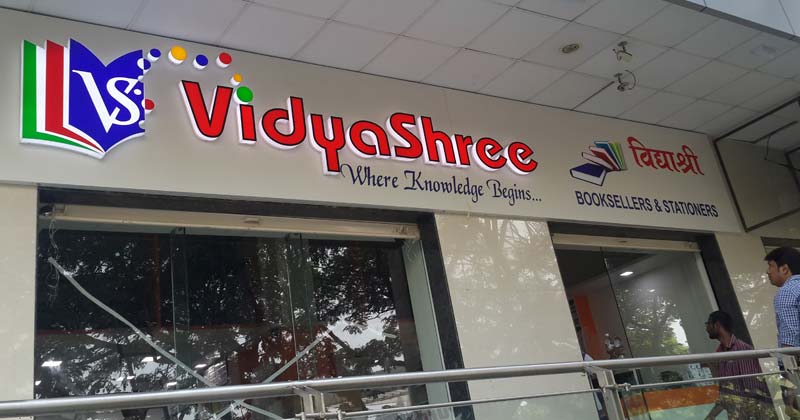 VS
VidyaShree
Where Knowledge Begins...
विद्याश्री
BOOKSELLERS & STATIONERS